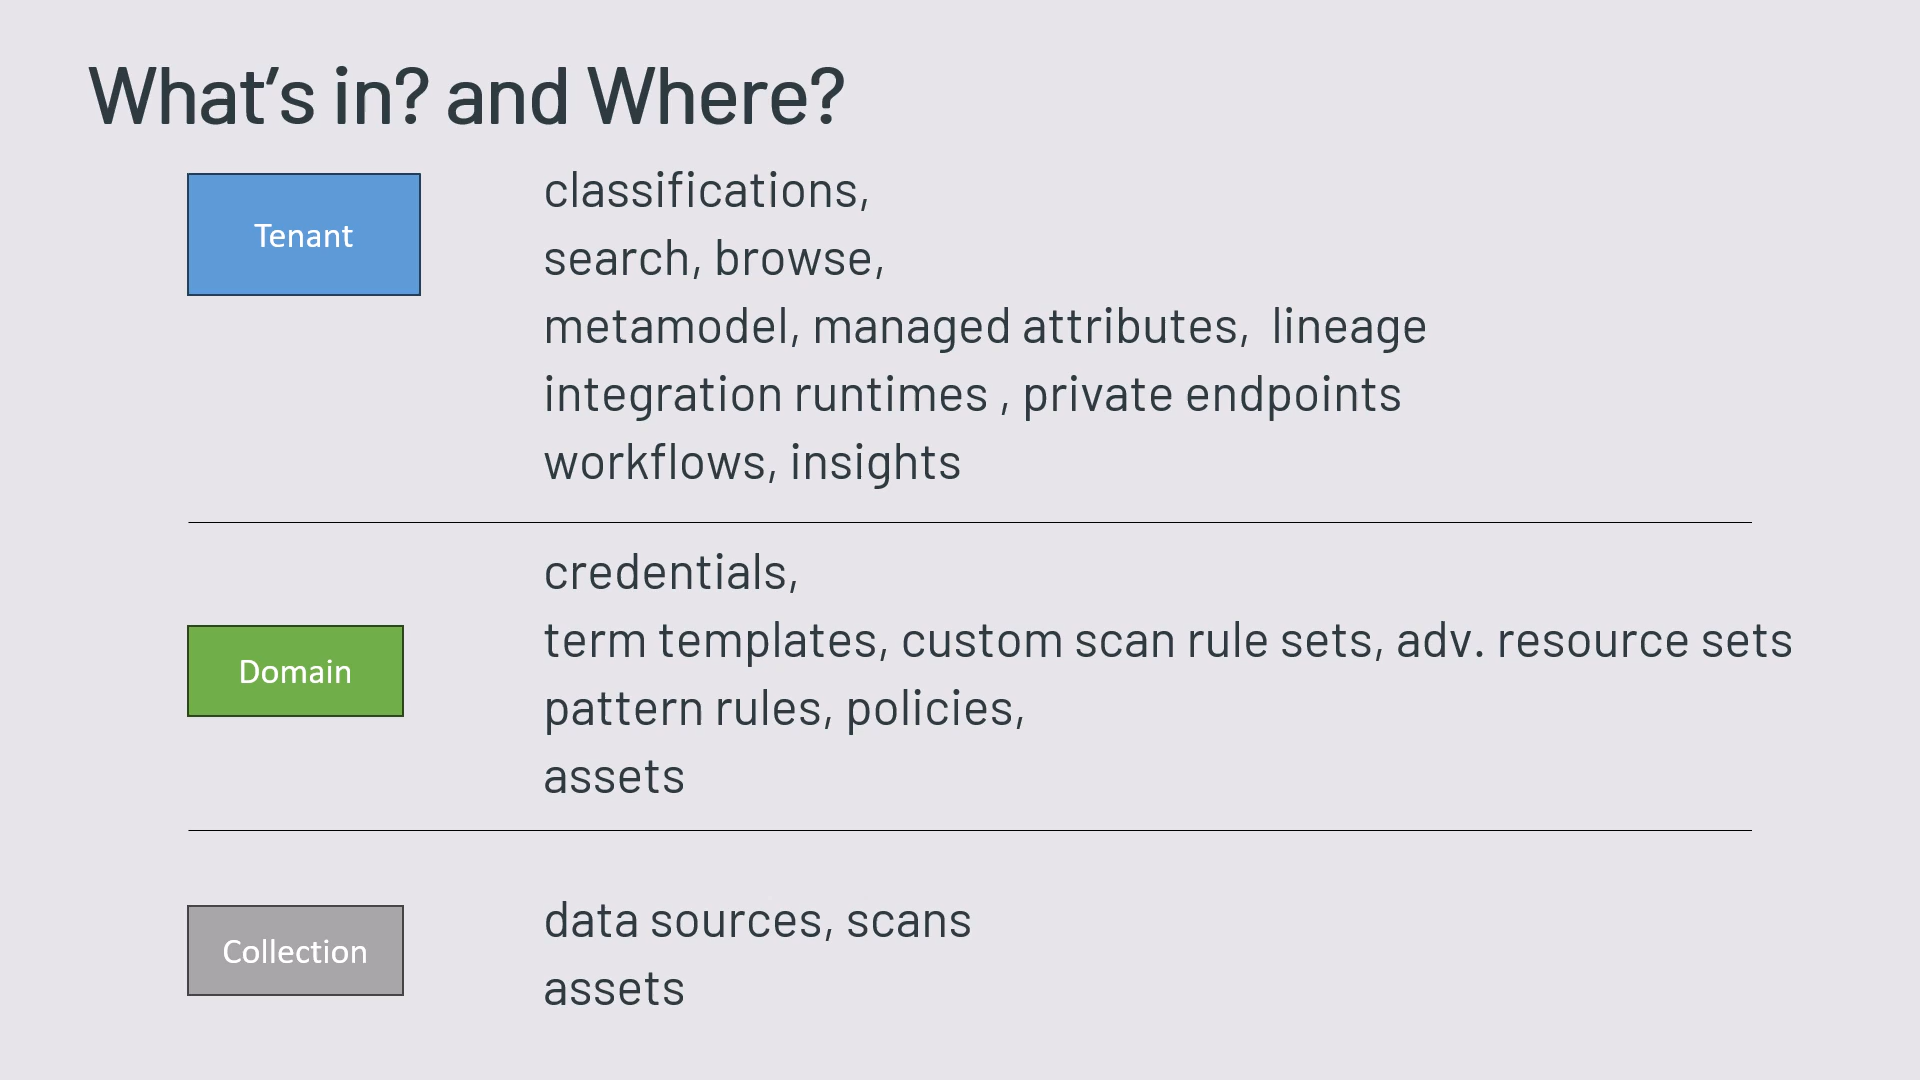 What’s in? and Where?
Tenant
classifications,
search, browse,
metamodel, managed attributes,  lineage
integration runtimes , private endpoints
workflows, insights
Domain
credentials,
term templates, custom scan rule sets, adv. resource sets
pattern rules, policies,
assets
Collection
data sources, scans
assets